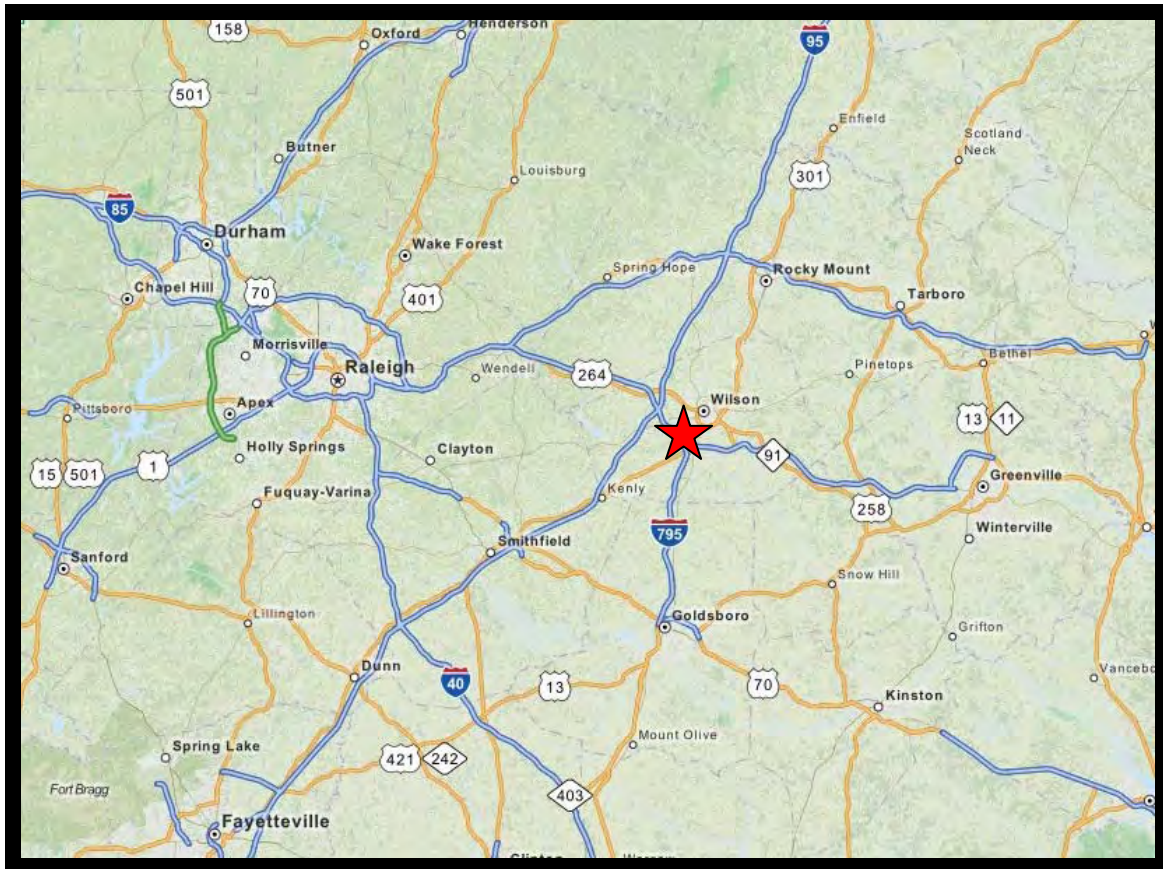 158
Oxford
Henderson
95
501
Enfield
Butner
Scotland
Neck
Louisburg
301
85
Durham
Wake Forest
Spring Hope
Rocky Mount
Chapel Hill
70
401
Tarboro
Morrisville
Bethel
Raleigh
Wendell
264
Pinetops
Apex
Wilson
Pittsboro
13
11
Holly Springs
Clayton
91
15
501
1
Kenly
Greenville
Fuquay-Varina
258
795
Winterville
Smithfield
Sanford
Snow Hill
Lillington
Goldsboro
Grifton
Dunn
40
13
70
Vancebo
Kinston
Spring Lake
Mount Olive
421
242
Fort Bragg
403
Fayetteville